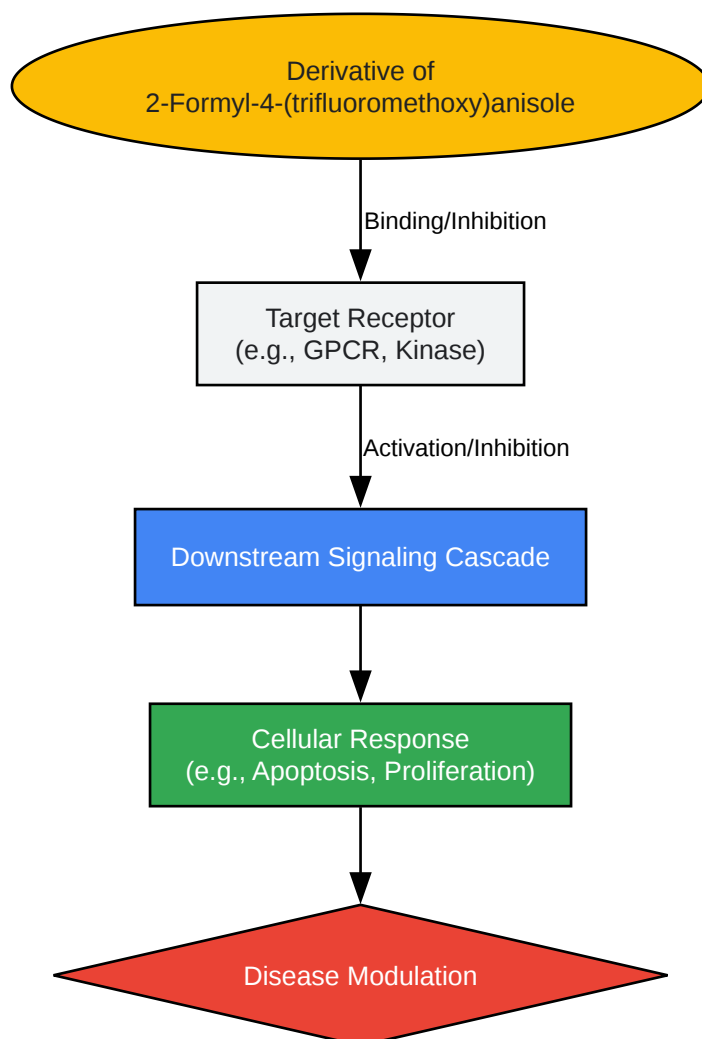 Derivative of
2-Formyl-4-(trifluoromethoxy)anisole
Binding/Inhibition
Target Receptor
(e.g., GPCR, Kinase)
Activation/Inhibition
Downstream Signaling Cascade
Cellular Response
(e.g., Apoptosis, Proliferation)
Disease Modulation